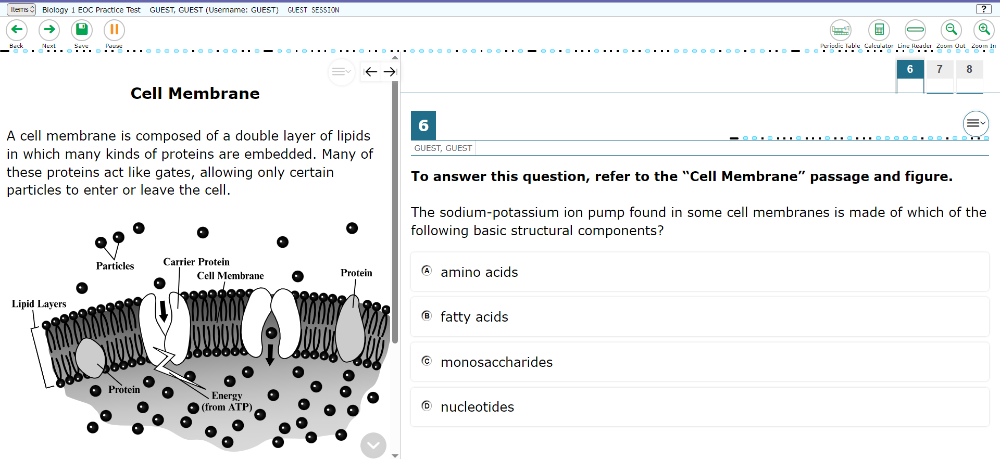 Items Biology 1 EOC Practice Test GUEST, GUEST (Username: GUEST) GUEST SESSION ?
Back Next Save Pause Periodic Table Calculator Line Reader Zoom Out Zoom In
Cell Membrane
A cell membrane is composed of a double layer of lipids
in which many kinds of proteins are embedded. Many of
these proteins act like gates, allowing only certain
particles to enter or leave the cell.
Particles
Carrier Protein
Cell Membrane
Protein
Lipid Layers
Protein
Energy
(from ATP)
6 7 8
6
GUEST, GUEST
To answer this question, refer to the “Cell Membrane” passage and figure.
The sodium-potassium ion pump found in some cell membranes is made of which of the
following basic structural components?
A amino acids
B fatty acids
C monosaccharides
D nucleotides